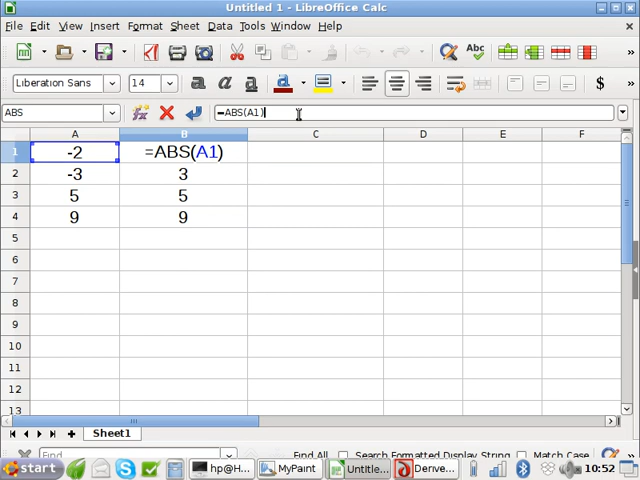 Untitled 1 - LibreOffice Calc
File Edit View Insert Format Sheet Data Tools Window Help
Abc
Liberation Sans 14 a a a a $
ABS =ABS(A1)
A B C D E F
1 -2 =ABS(A1)
2 -3 3
3 5 5
4 9 9
5
6
7
8
9
10
11
12
13
Sheet1
Find Find All Search Formatted Display String Match Case
start hp@H... MyPaint Untitle... Derive... 10:52